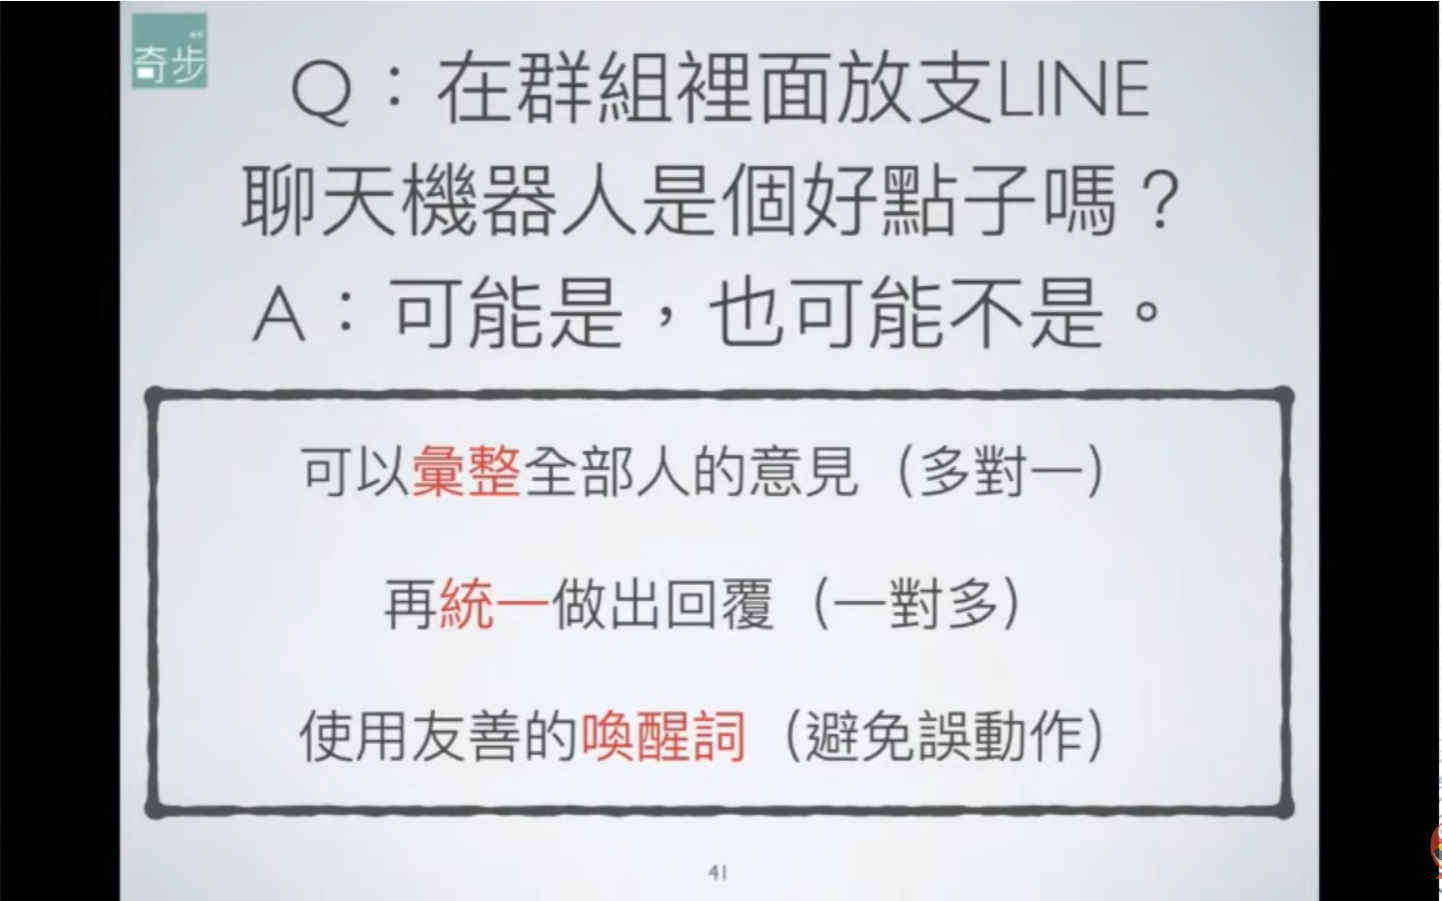 奇步
Q：在群組裡面放支LINE
聊天機器人是個好點子嗎？
A：可能是，也可能不是。
可以彙整全部人的意見（多對一）
再統一做出回覆（一對多）
使用友善的喚醒詞（避免誤動作）
41